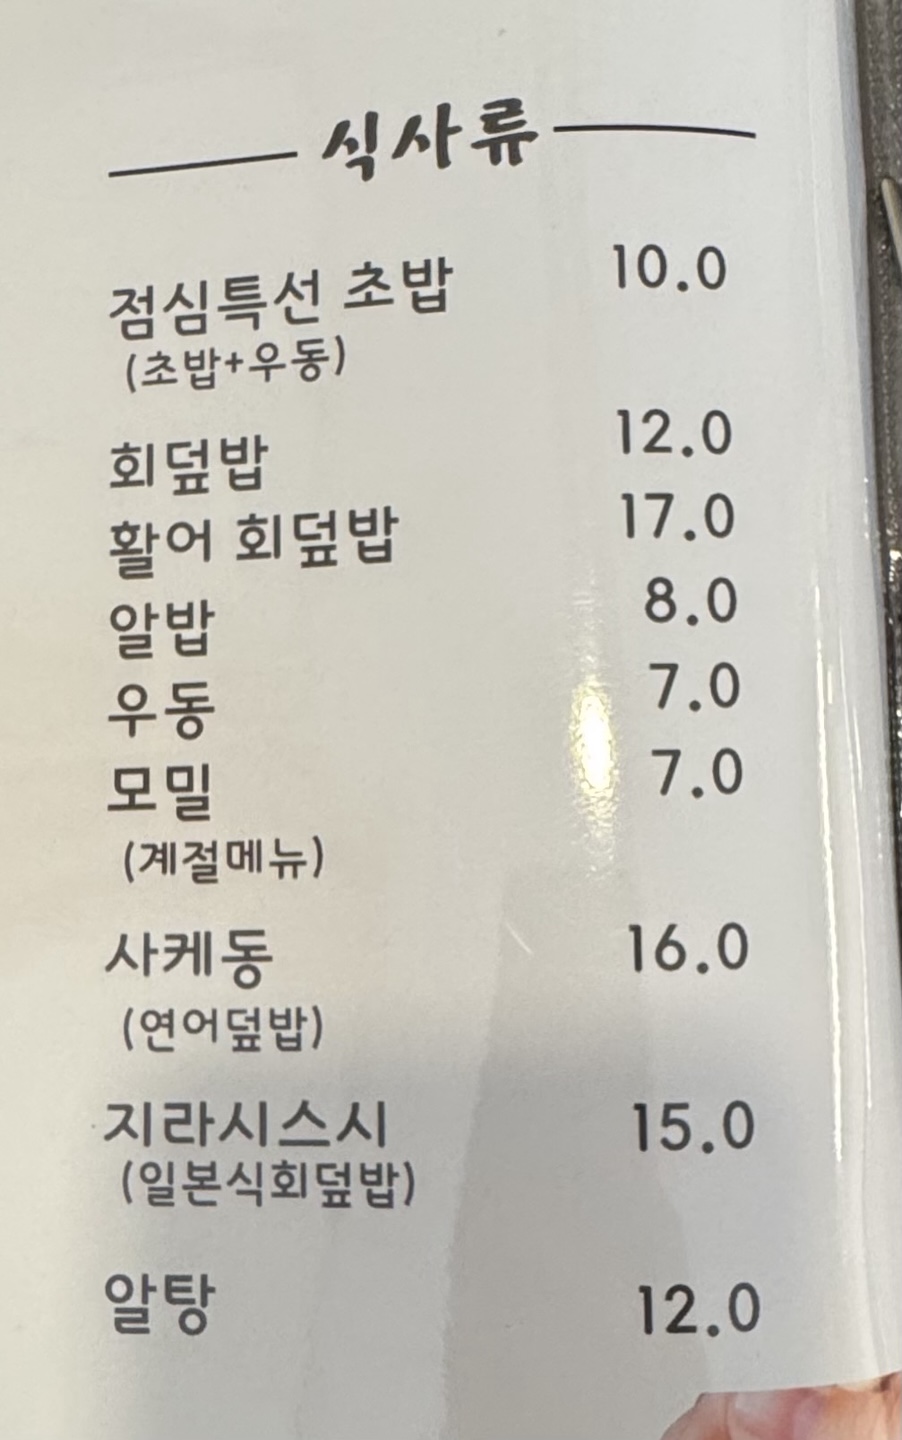 식사류
점심특선 초밥 10.0
(초밥+우동)
회덮밥 12.0
활어 회덮밥 17.0
알밥 8.0
우동 7.0
모밀 7.0
(계절메뉴)
사케동 16.0
(연어덮밥)
지라시스시 15.0
(일본식회덮밥)
알탕 12.0